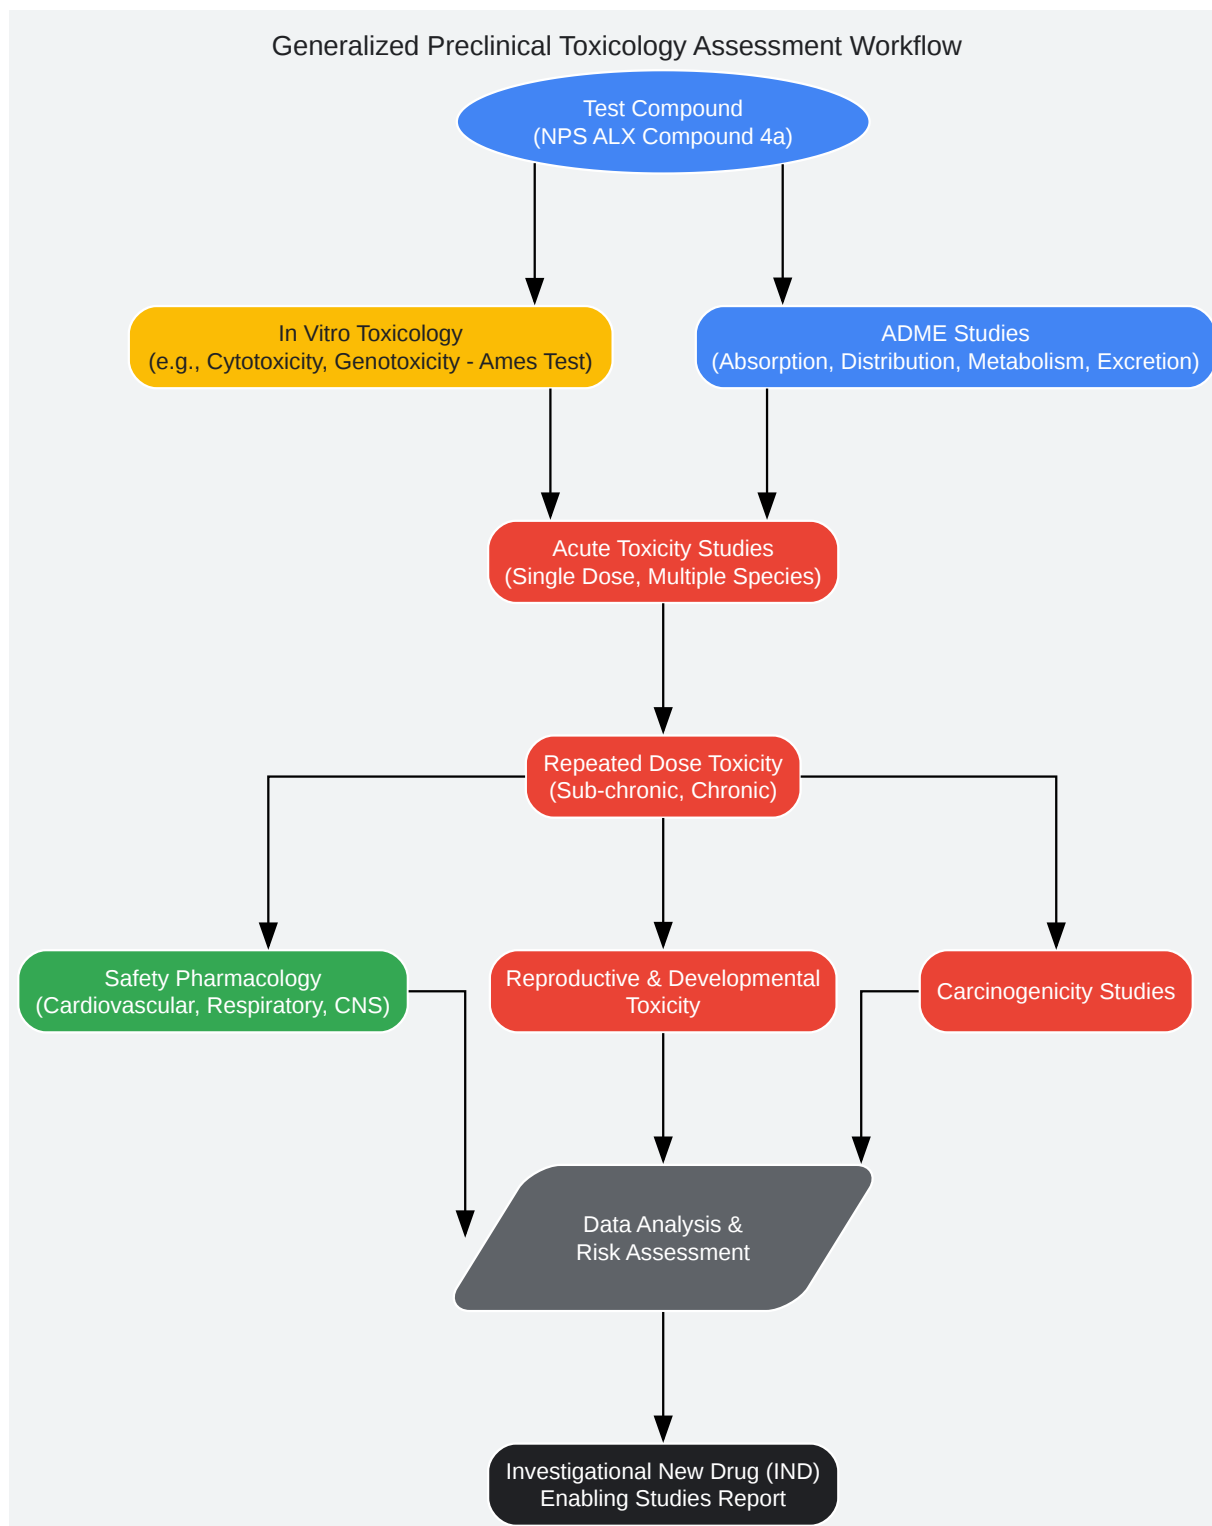 Generalized Preclinical Toxicology Assessment Workflow
Test Compound
(NPS ALX Compound 4a)
In Vitro Toxicology
(e.g., Cytotoxicity, Genotoxicity - Ames Test)
ADME Studies
(Absorption, Distribution, Metabolism, Excretion)
Acute Toxicity Studies
(Single Dose, Multiple Species)
Repeated Dose Toxicity
(Sub-chronic, Chronic)
Safety Pharmacology
(Cardiovascular, Respiratory, CNS)
Reproductive & Developmental
Toxicity
Carcinogenicity Studies
Data Analysis &
Risk Assessment
Investigational New Drug (IND)
Enabling Studies Report